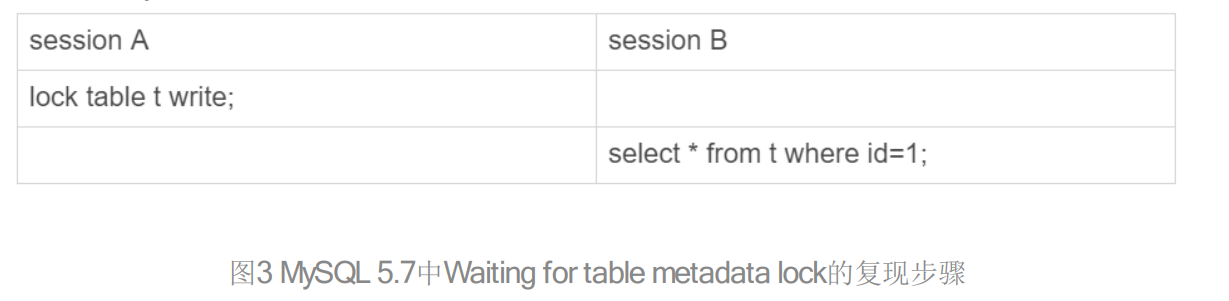 session A
session B
lock table t write;
select * from t where id=1;
图3 MySQL 5.7中Waiting for table metadata lock的复现步骤